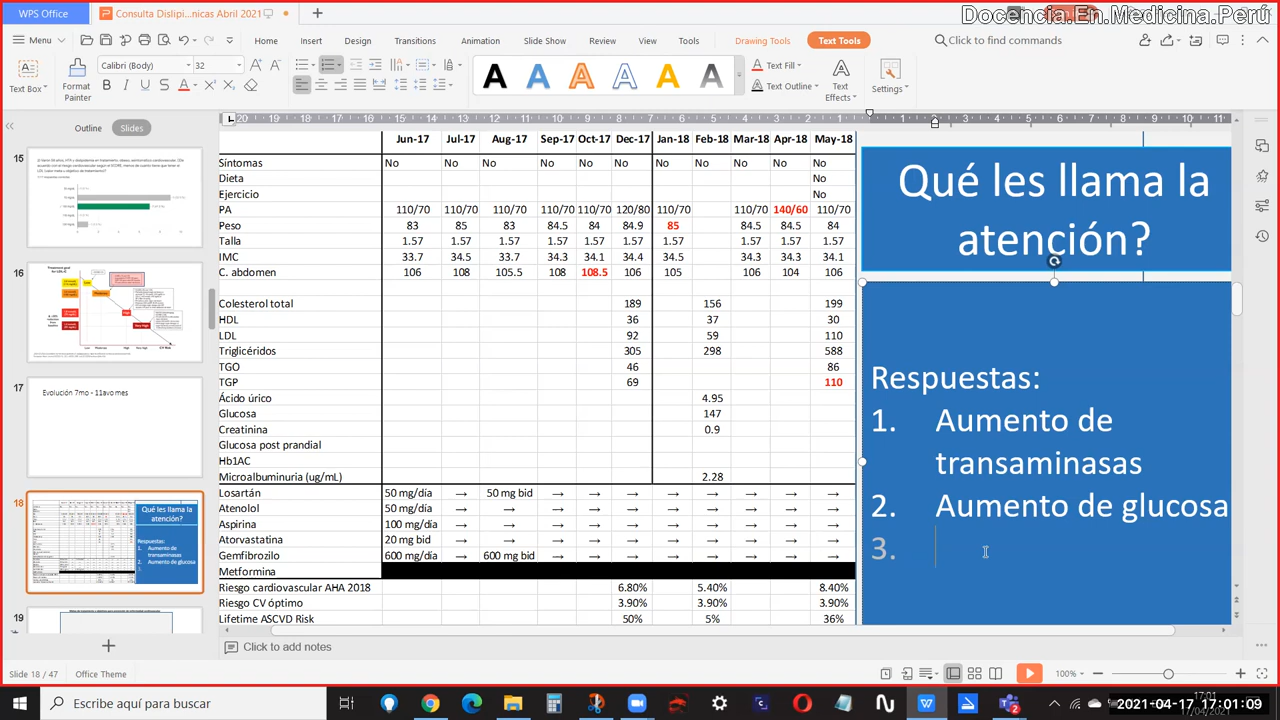 WPS Office
Consulta Dislipi...nicas Abril 2021
Docencia.En.Medicina.Perú
Menu
Home
Insert
Design
Transitions
Animation
Slide Show
Review
View
Tools
Drawing Tools
Text Tools
Click to find commands
Text Box
Format Painter
Calibri (Body)
32
Text Fill
Text Outline
Text Effects
Settings
Outline
Slides
15
16
17
Evolución 7mo - 11avo mes
18
19
Jun-17 Jul-17 Aug-17 Sep-17 Oct-17 Dec-17 Jan-18 Feb-18 Mar-18 Apr-18 May-18
Síntomas No No No No No No No No No No No
Dieta No
Ejercicio No
PA 110/70 110/70 110/70 110/70 110/70 120/80 110/70 110/70 140/60 110/70
Peso 83 85 83 84.5 84 84.9 85 84.5 84.5 84
Talla 1.57 1.57 1.57 1.57 1.57 1.57 1.57 1.57 1.57 1.57
IMC 33.7 34.5 33.7 34.3 34.1 34.4 34.5 34.3 34.3 34.1
C. abdomen 106 108 105.5 106 108.5 106 105 106 104 106
Colesterol total 189 156 195
HDL 36 37 30
LDL 92 59 110
Triglicéridos 305 298 588
TGO 46 86
TGP 69 110
Ácido úrico 4.95
Glucosa 147
Creatinina 0.9
Glucosa post prandial
Hb1AC
Microalbuminuria (ug/mL) 2.28
Losartán 50 mg/día → 50 mg bid → → → → → → → →
Atenolol 50 mg/día → → → → → → → → → →
Aspirina 100 mg/dia → → → → → → → → → →
Atorvastatina 20 mg bid → → → → → → → → → →
Gemfibrozilo 600 mg/día → 600 mg bid → → → → → → → →
Metformina
Riesgo cardiovascular AHA 2018 6.80% 5.40% 8.40%
Riesgo CV óptimo 3.90% 3.90% 3.90%
Lifetime ASCVD Risk 50% 5% 36%
Qué les llama la
atención?
Respuestas:
1. Aumento de
transaminasas
2. Aumento de glucosa
3.
Click to add notes
Slide 18 / 47
Office Theme
100%
Escribe aquí para buscar
17:01
17/04/2021
2021-04-17 17:01:09